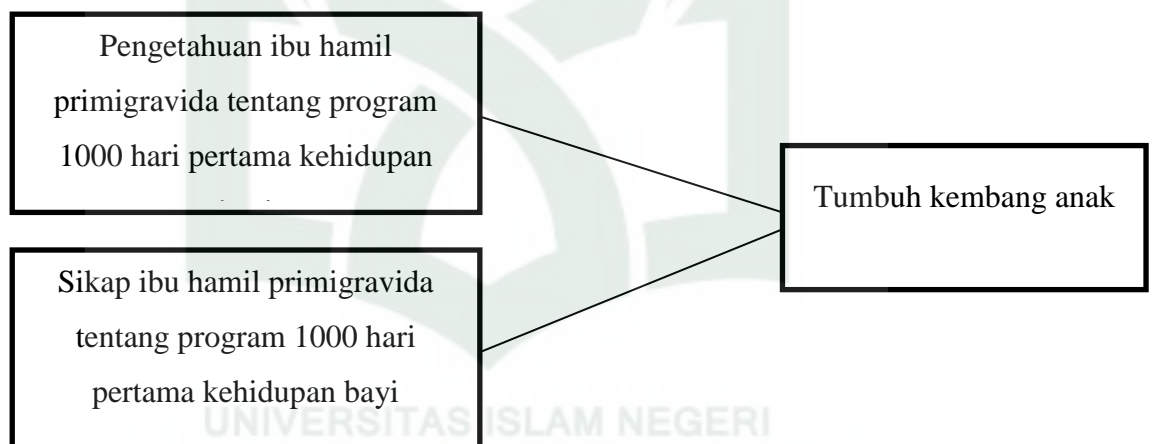 Pengetahuan ibu hamil
primigravida tentang program
1000 hari pertama kehidupan
Tumbuh kembang anak
Sikap ibu hamil primigravida
tentang program 1000 hari
pertama kehidupan bayi
UNIVERSITAS ISLAM NEGERI